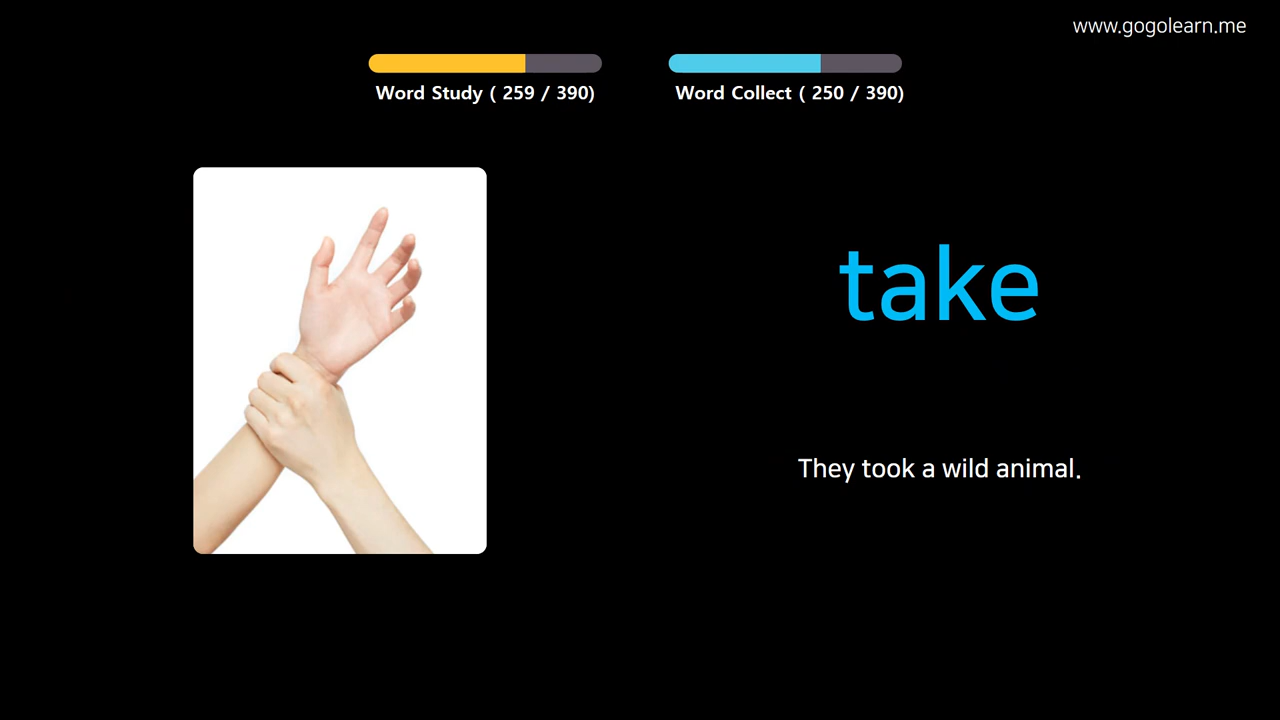 www.gogolearn.me
Word Study ( 259 / 390)
Word Collect ( 250 / 390)
take
They took a wild animal.